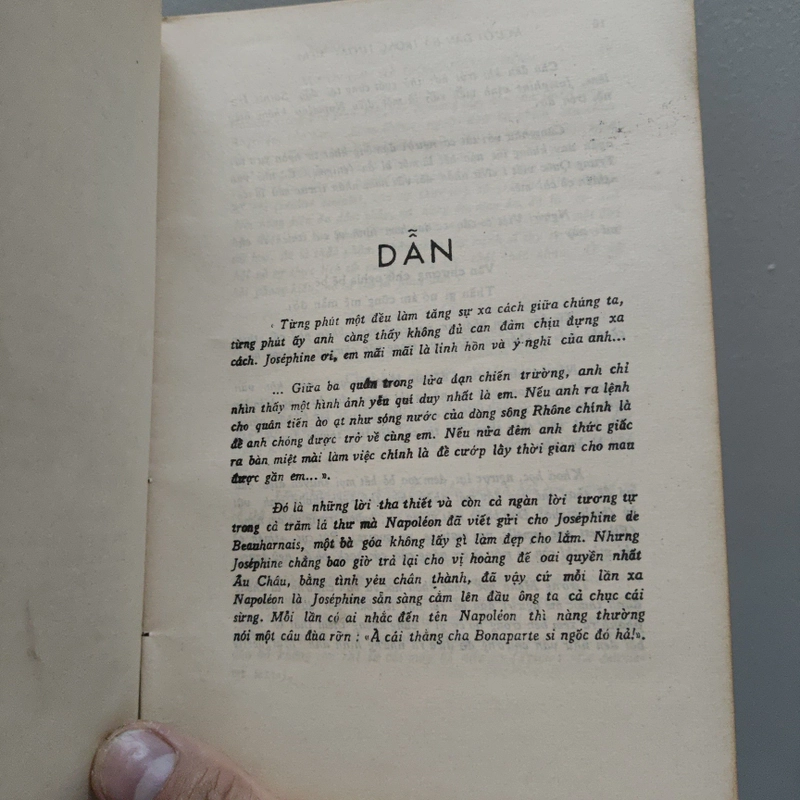 DẪN
« Từng phút một đều làm tăng sự xa cách giữa chúng ta,
từng phút ấy anh càng thấy không đủ can đảm chịu đựng xa
cách. Joséphine ơi, em mãi mãi là linh hồn và ý nghĩ của anh...
... Giữa ba quân trong lửa đạn chiến trường, anh chỉ
nhìn thấy một hình ảnh yêu quí duy nhất là em. Nếu anh ra lệnh
cho quân tiến ào ạt như sóng nước của dòng sông Rhône chính là
để anh chóng được trở về cùng em. Nếu nửa đêm anh thức giấc
ra bàn miệt mài làm việc chính là để cướp lấy thời gian cho mau
được gần em... ».
Đó là những lời tha thiết và còn cả ngàn lời tương tự
trong cả trăm lá thư mà Napoléon đã viết gửi cho Joséphine de
Beauharnais, một bà góa không lấy gì làm đẹp cho lắm. Nhưng
Joséphine chẳng bao giờ trả lại cho vị hoàng đế oai quyền nhất
Âu Châu, bằng tình yêu chân thành, đã vậy cứ mỗi lần xa
Napoléon là Joséphine sẵn sàng cắm lên đầu ông ta cả chục cái
sừng. Mỗi lần có ai nhắc đến tên Napoléon thì nàng thường
nói một câu đùa rỡn : «À cái thằng cha Bonaparte si ngốc đó hả!».